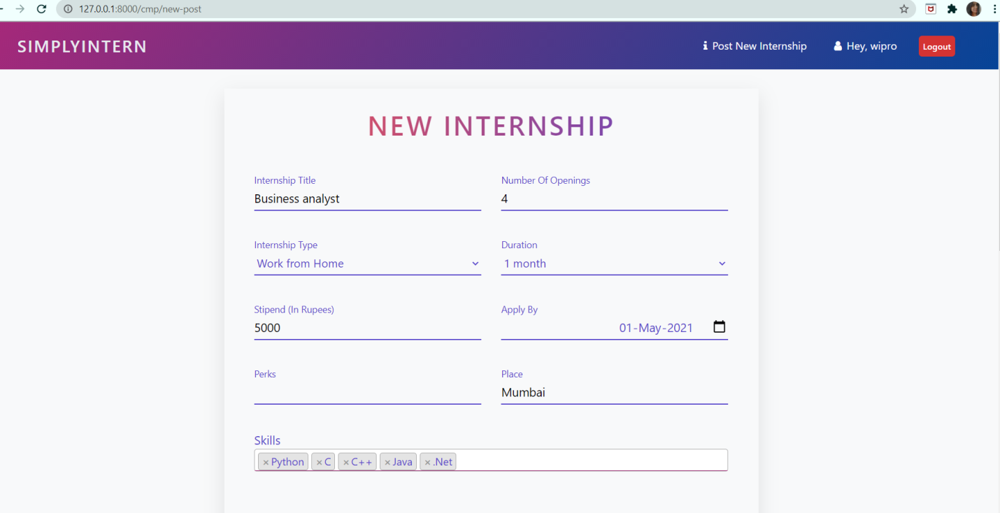 127.0.0.1:8000/cmp/new-post
SIMPLYINTERN
Post New Internship
Hey, wipro
Logout
NEW INTERNSHIP
Internship Title
Number Of Openings
Business analyst
4
Internship Type
Duration
Work from Home
1 month
Stipend (In Rupees)
Apply By
5000
01-May-2021
Perks
Place
Mumbai
Skills
×Python ×C ×C++ ×Java ×.Net